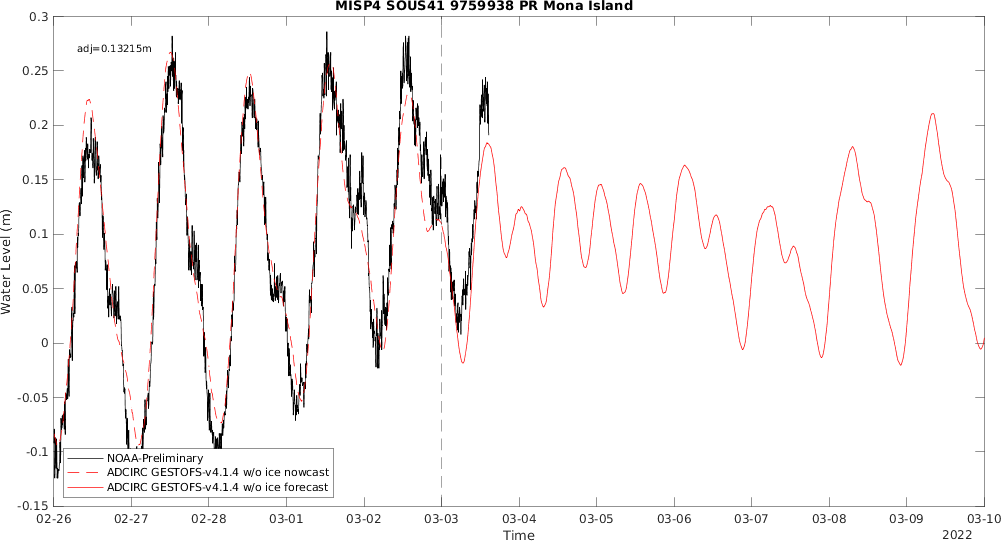 MISP4 SOUS41 9759938 PR Mona Island
adj=0.13215m
0.3
0.25
0.2
0.15
0.1
0.05
0
-0.05
-0.1
-0.15
Water Level (m)
NOAA-Preliminary
ADCIRC GESTOFS-v4.1.4 w/o ice nowcast
ADCIRC GESTOFS-v4.1.4 w/o ice forecast
02-26 02-27 02-28 03-01 03-02 03-03 03-04 03-05 03-06 03-07 03-08 03-09 03-10
Time
2022